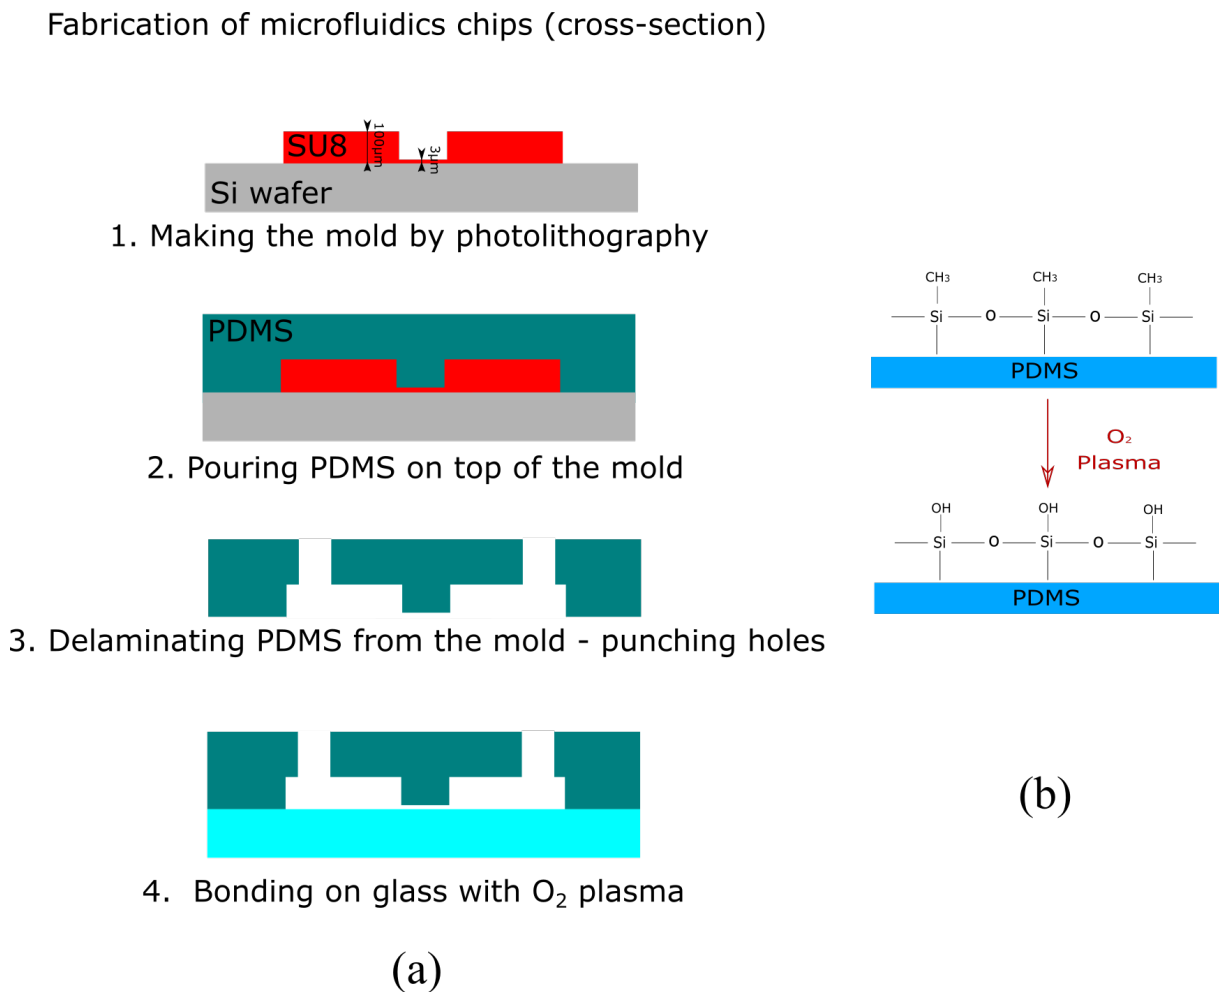 Fabrication of microfluidics chips (cross-section)
SU8
100μm
3μm
Si wafer
1. Making the mold by photolithography
PDMS
2. Pouring PDMS on top of the mold
3. Delaminating PDMS from the mold - punching holes
4. Bonding on glass with O₂ plasma
(a)
CH₃ CH₃ CH₃
Si O Si O Si
PDMS
O₂
Plasma
OH OH OH
Si O Si O Si
PDMS
(b)